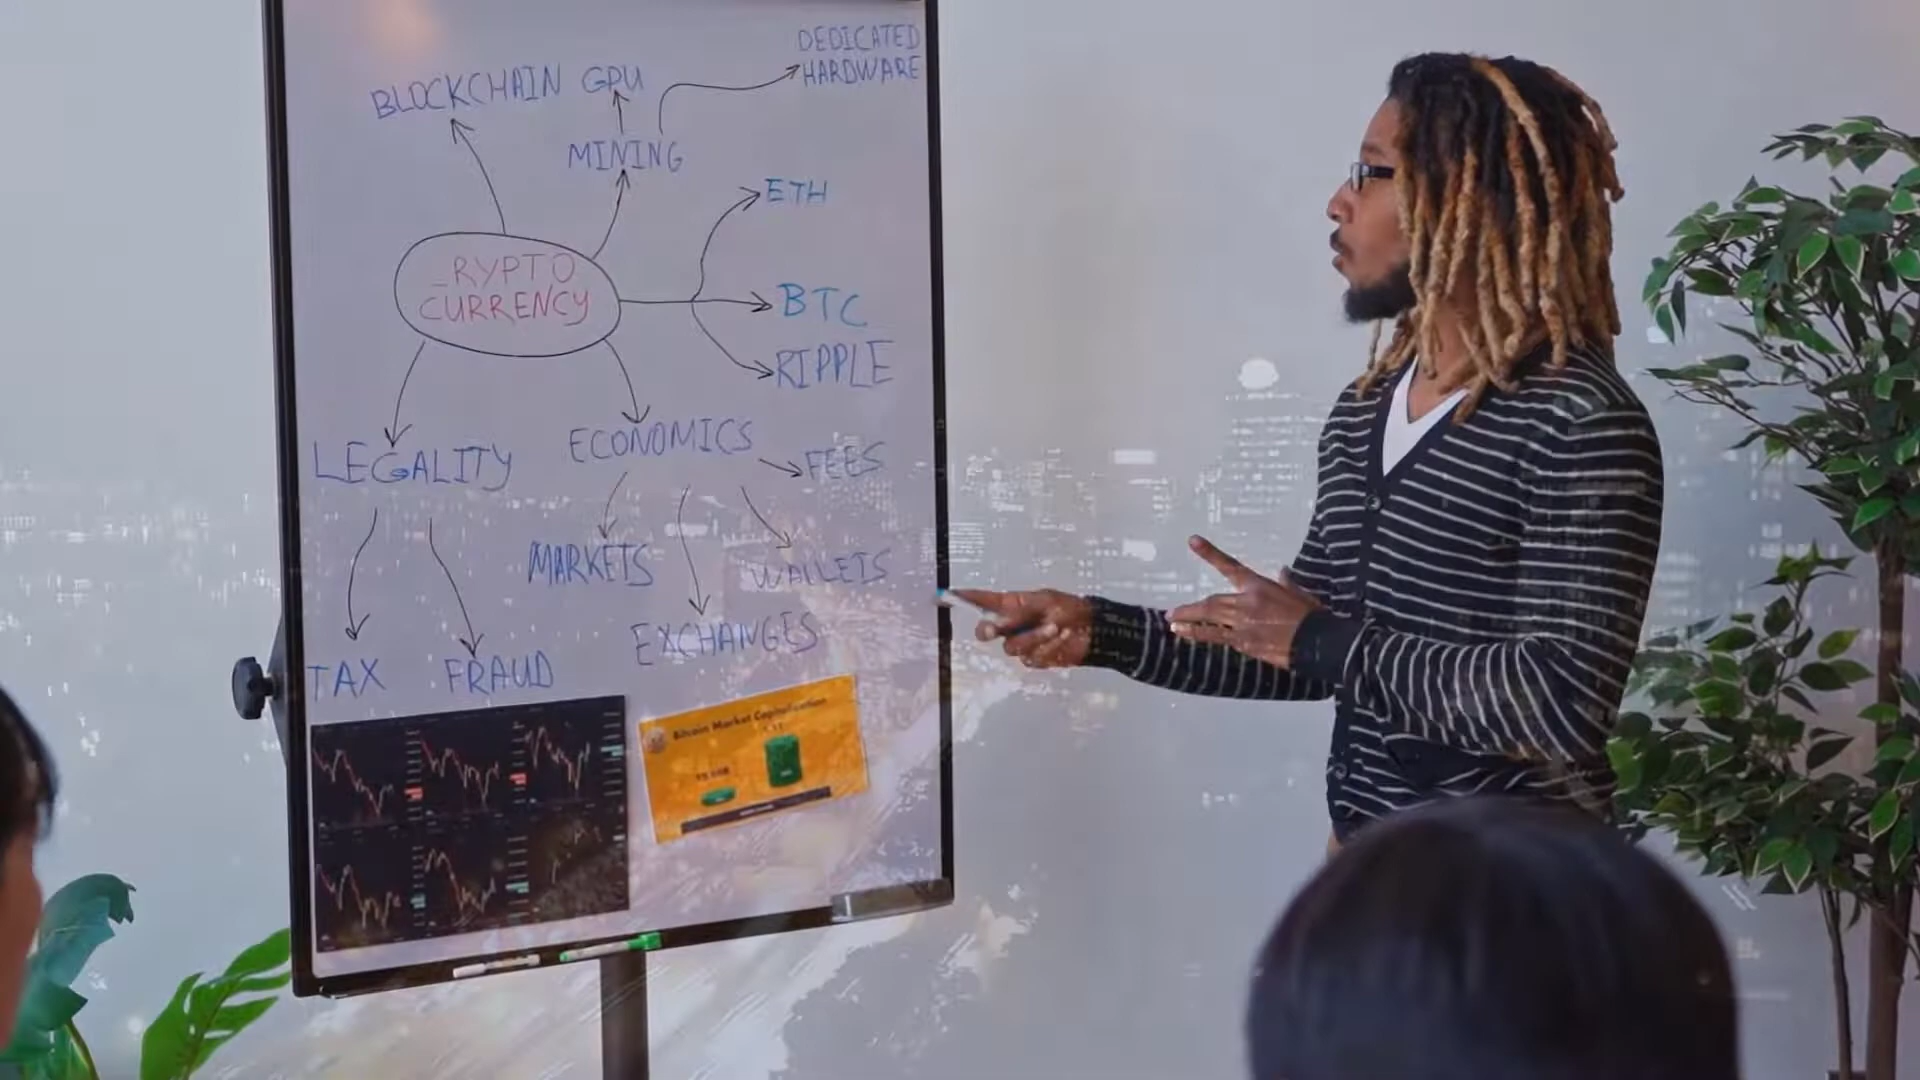 DEDICATED
HARDWARE
BLOCKCHAIN GPU
MINING
ETH
_RYPTO
CURRENCY
BTC
RIPPLE
LEGALITY
ECONOMICS
FEES
MARKETS
WALLETS
EXCHANGES
TAX
FRAUD
Bitcoin Market Capitalization